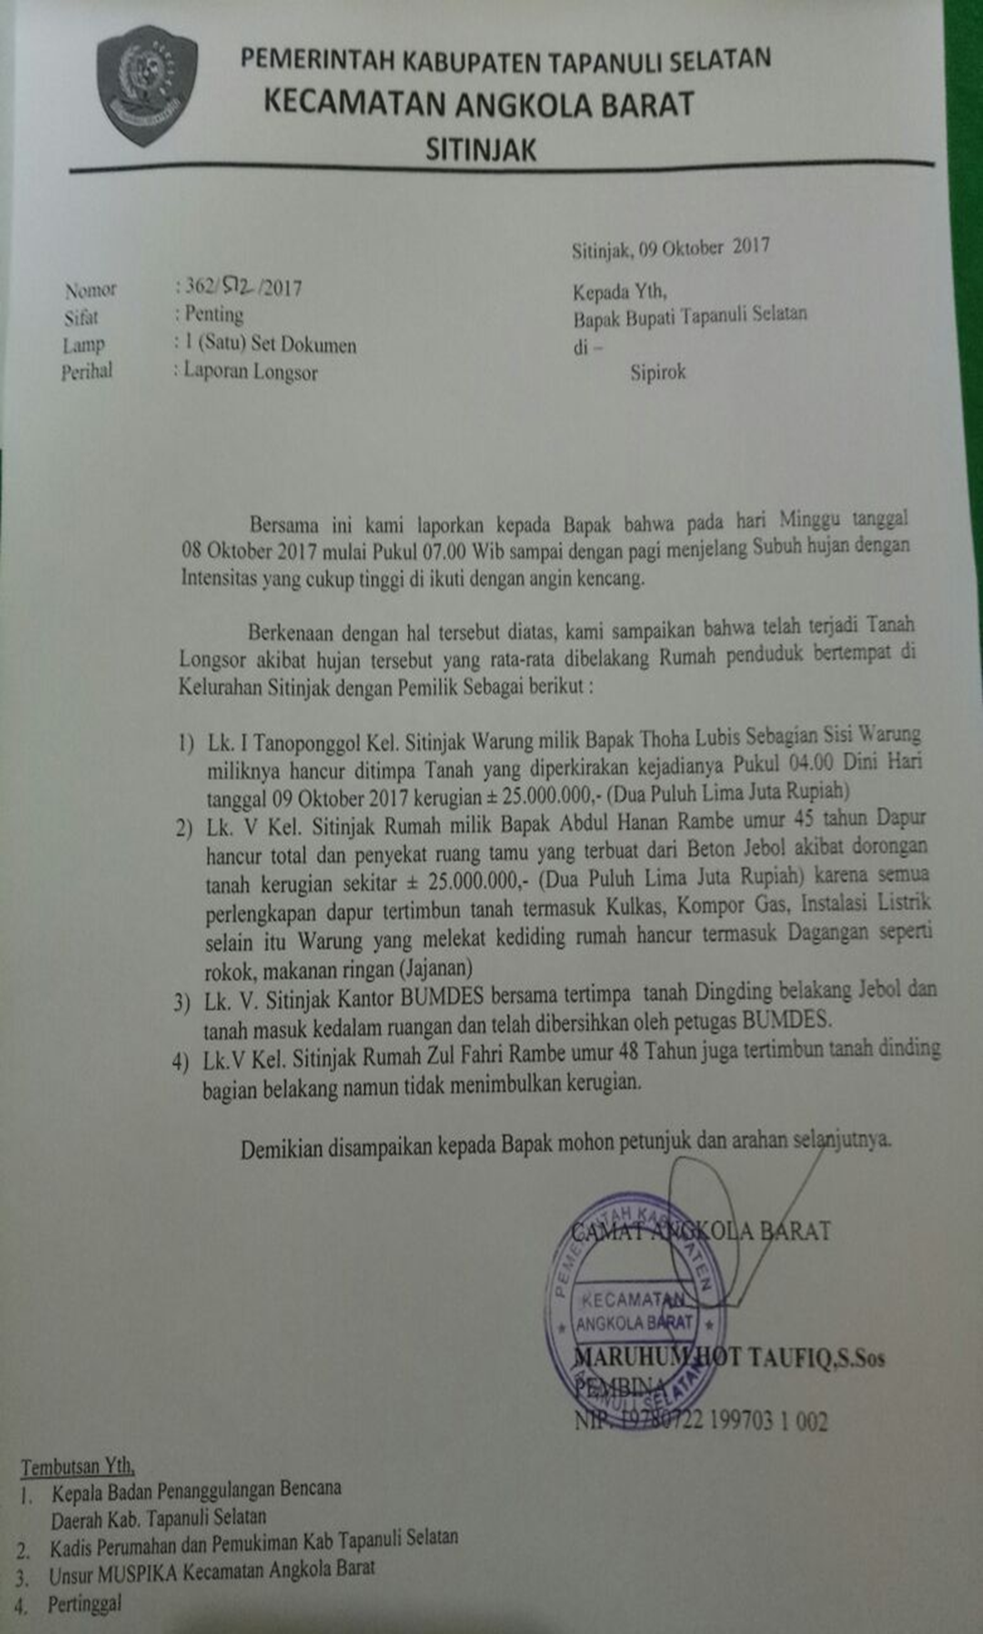 PEMERINTAH KABUPATEN TAPANULI SELATAN
KECAMATAN ANGKOLA BARAT
SITINJAK
Sitinjak, 09 Oktober 2017
Nomor : 362/572/2017
Sifat : Penting
Lamp : 1 (Satu) Set Dokumen
Perihal : Laporan Longsor
Kepada Yth,
Bapak Bupati Tapanuli Selatan
di –
Sipirok
Bersama ini kami laporkan kepada Bapak bahwa pada hari Minggu tanggal
08 Oktober 2017 mulai Pukul 07.00 Wib sampai dengan pagi menjelang Subuh hujan dengan
Intensitas yang cukup tinggi di ikuti dengan angin kencang.
Berkenaan dengan hal tersebut diatas, kami sampaikan bahwa telah terjadi Tanah
Longsor akibat hujan tersebut yang rata-rata dibelakang Rumah penduduk bertempat di
Kelurahan Sitinjak dengan Pemilik Sebagai berikut :
1) Lk. I Tanoponggol Kel. Sitinjak Warung milik Bapak Thoha Lubis Sebagian Sisi Warung
miliknya hancur ditimpa Tanah yang diperkirakan kejadianya Pukul 04.00 Dini Hari
tanggal 09 Oktober 2017 kerugian ± 25.000.000,- (Dua Puluh Lima Juta Rupiah)
2) Lk. V Kel. Sitinjak Rumah milik Bapak Abdul Hanan Rambe umur 45 tahun Dapur
hancur total dan penyekat ruang tamu yang terbuat dari Beton Jebol akibat dorongan
tanah kerugian sekitar ± 25.000.000,- (Dua Puluh Lima Juta Rupiah) karena semua
perlengkapan dapur tertimbun tanah termasuk Kulkas, Kompor Gas, Instalasi Listrik
selain itu Warung yang melekat kediding rumah hancur termasuk Dagangan seperti
rokok, makanan ringan (Jajanan)
3) Lk. V. Sitinjak Kantor BUMDES bersama tertimpa tanah Dingding belakang Jebol dan
tanah masuk kedalam ruangan dan telah dibersihkan oleh petugas BUMDES.
4) Lk.V Kel. Sitinjak Rumah Zul Fahri Rambe umur 48 Tahun juga tertimbun tanah dinding
bagian belakang namun tidak menimbulkan kerugian.
Demikian disampaikan kepada Bapak mohon petunjuk dan arahan selanjutnya.
CAMAT ANGKOLA BARAT
PEMERINTAH KABUPATEN
KECAMATAN
ANGKOLA BARAT
TAPANULI SELATAN
MARUHUM HOT TAUFIQ,S.Sos
PEMBINA
NIP. 19780722 199703 1 002
Tembutsan Yth,
1. Kepala Badan Penanggulangan Bencana
Daerah Kab. Tapanuli Selatan
2. Kadis Perumahan dan Pemukiman Kab Tapanuli Selatan
3. Unsur MUSPIKA Kecamatan Angkola Barat
4. Pertinggal